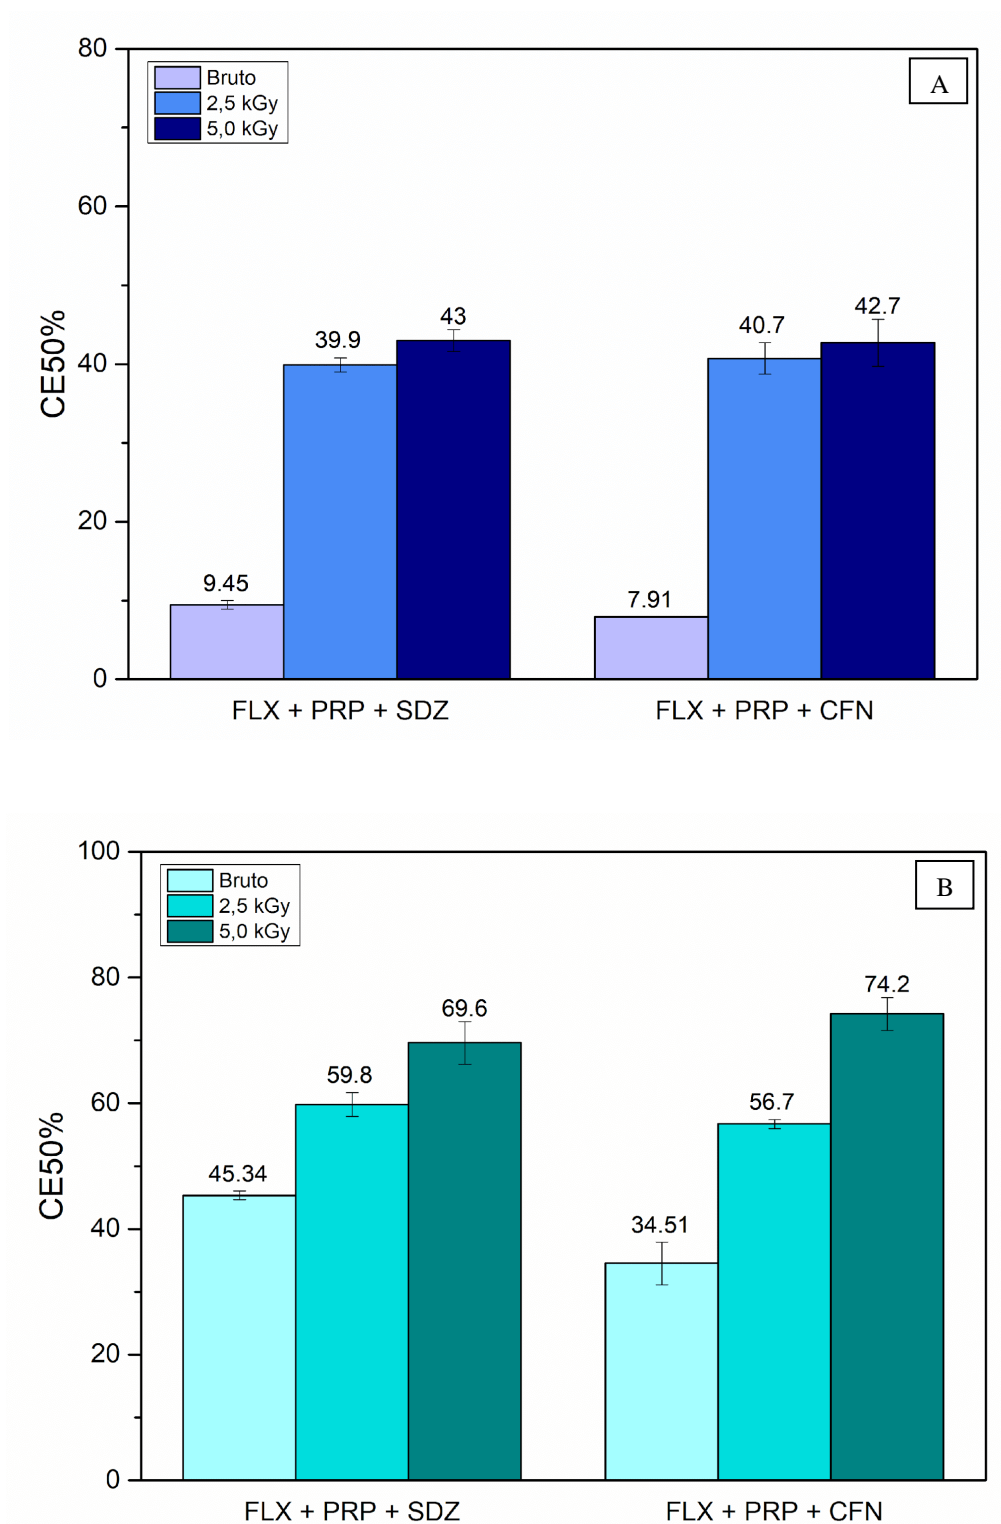 80
60
40
20
0
CE50%
Bruto
2,5 kGy
5,0 kGy
A
9.45
39.9
43
7.91
40.7
42.7
FLX + PRP + SDZ
FLX + PRP + CFN
100
80
60
40
20
0
CE50%
Bruto
2,5 kGy
5,0 kGy
B
45.34
59.8
69.6
34.51
56.7
74.2
FLX + PRP + SDZ
FLX + PRP + CFN